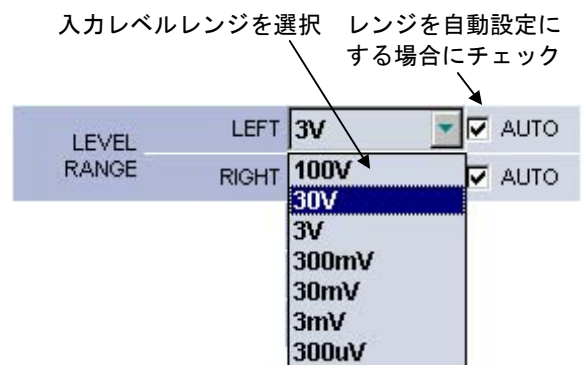 入力レベルレンジを選択
レンジを自動設定に
する場合にチェック
LEVEL
RANGE
LEFT 3V AUTO
RIGHT AUTO
100V
30V
3V
300mV
30mV
3mV
300uV